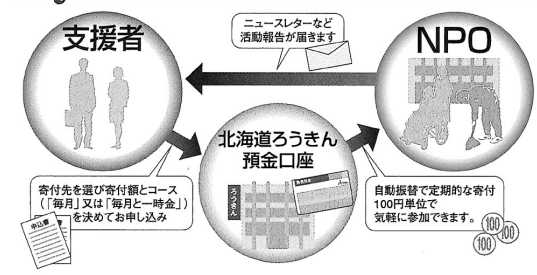 支援者
ニュースレターなど
活動報告が届きます
NPO
北海道ろうきん
預金口座
ろうきん
寄付先を選び寄付額とコース
(「毎月」又は「毎月と一時金」)
を決めてお申し込み
申込書
自動振替で定期的な寄付
100円単位で
気軽に参加できます。
100
100
100